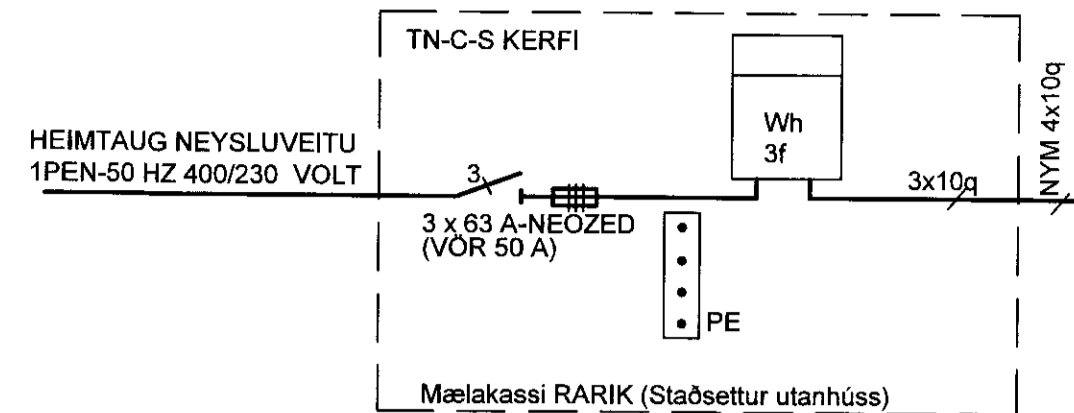 TN-C-S KERFI
HEIMTAUG NEYSLUVEITU
1PEN-50 HZ 400/230 VOLT
3
Wh
3f
3x10q
NYM 4x10q
3 x 63 A-NEOZED
(VÖR 50 A)
PE
Mælakassi RARIK (Staðsettur utanhúss)